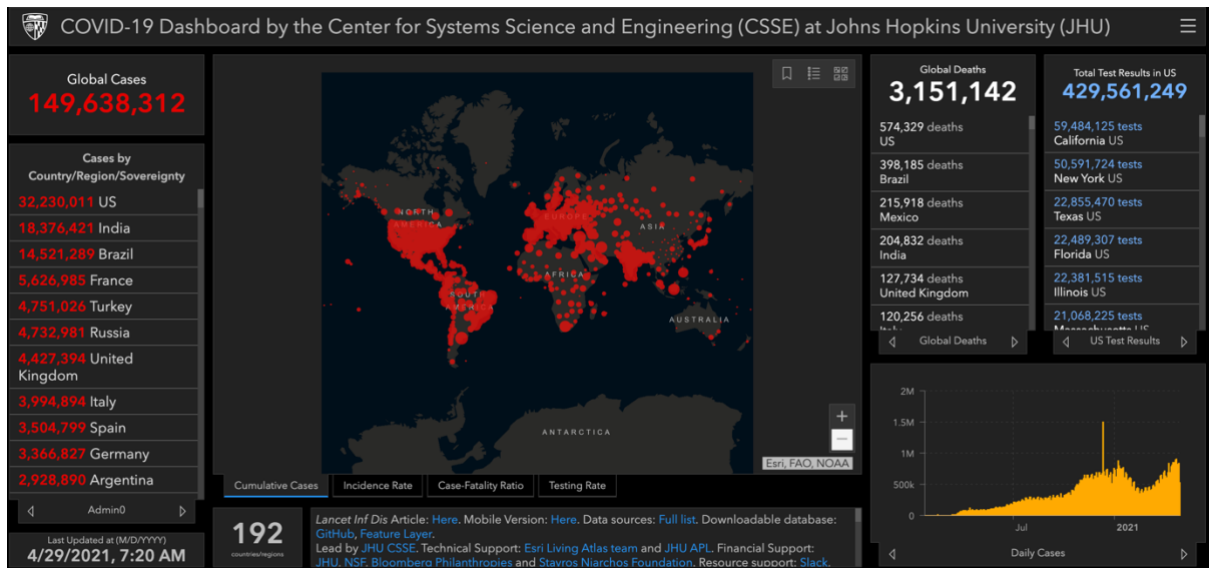 COVID-19 Dashboard by the Center for Systems Science and Engineering (CSSE) at Johns Hopkins University (JHU)
Global Cases
149,638,312
Cases by
Country/Region/Sovereignty
32,230,011 US
18,376,421 India
14,521,289 Brazil
5,626,985 France
4,751,026 Turkey
4,732,981 Russia
4,427,394 United
Kingdom
3,994,894 Italy
3,504,799 Spain
3,366,827 Germany
2,928,890 Argentina
Admin0
Last Updated at (M/D/YYYY)
4/29/2021, 7:20 AM
NORTH
AMERICA
EUROPE
ASIA
AFRICA
SOUTH
AMERICA
AUSTRALIA
ANTARCTICA
Esri, FAO, NOAA
Cumulative Cases
Incidence Rate
Case-Fatality Ratio
Testing Rate
192
countries/regions
Lancet Inf Dis Article: Here. Mobile Version: Here. Data sources: Full list. Downloadable database:
GitHub, Feature Layer.
Lead by JHU CSSE. Technical Support: Esri Living Atlas team and JHU APL. Financial Support:
JHU, NSF, Bloomberg Philanthropies and Stavros Niarchos Foundation. Resource support: Slack,
Global Deaths
3,151,142
574,329 deaths
US
398,185 deaths
Brazil
215,918 deaths
Mexico
204,832 deaths
India
127,734 deaths
United Kingdom
120,256 deaths
Global Deaths
Total Test Results in US
429,561,249
59,484,125 tests
California US
50,591,724 tests
New York US
22,855,470 tests
Texas US
22,489,307 tests
Florida US
22,381,515 tests
Illinois US
21,068,225 tests
US Test Results
2M
1.5M
1M
500k
0
Jul
2021
Daily Cases